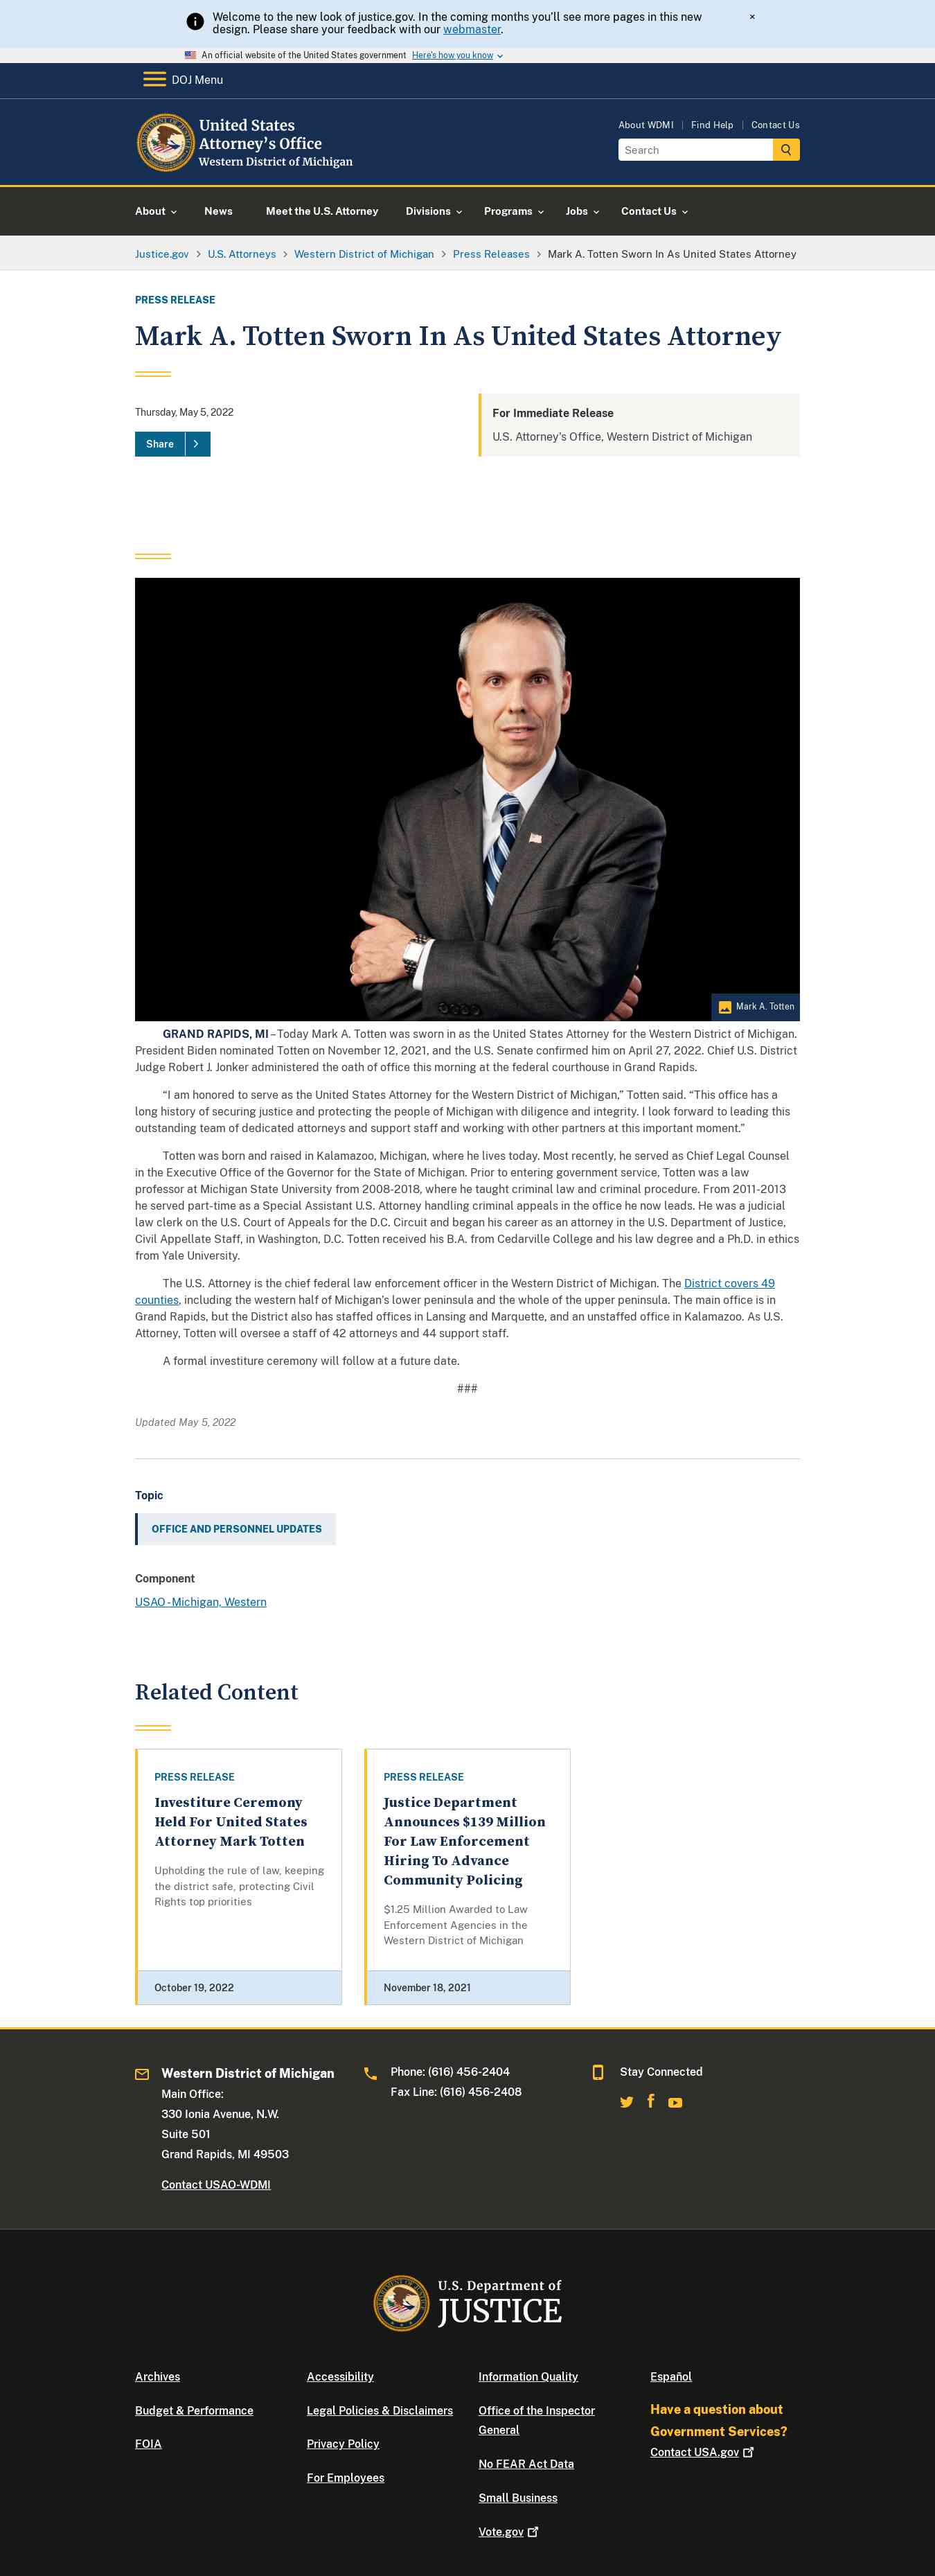 Welcome to the new look of justice.gov. In the coming months you'll see more pages in this new
design. Please share your feedback with our webmaster.
×
An official website of the United States government Here's how you know
DOJ Menu
United States
Attorney's Office
Western District of Michigan
About WDMI | Find Help | Contact Us
Search
About News Meet the U.S. Attorney Divisions Programs Jobs Contact Us
Justice.gov > U.S. Attorneys > Western District of Michigan > Press Releases > Mark A. Totten Sworn In As United States Attorney
PRESS RELEASE
Mark A. Totten Sworn In As United States Attorney
Thursday, May 5, 2022
Share >
For Immediate Release
U.S. Attorney's Office, Western District of Michigan
Mark A. Totten
GRAND RAPIDS, MI – Today Mark A. Totten was sworn in as the United States Attorney for the Western District of Michigan.
President Biden nominated Totten on November 12, 2021, and the U.S. Senate confirmed him on April 27, 2022. Chief U.S. District
Judge Robert J. Jonker administered the oath of office this morning at the federal courthouse in Grand Rapids.
“I am honored to serve as the United States Attorney for the Western District of Michigan,” Totten said. “This office has a
long history of securing justice and protecting the people of Michigan with diligence and integrity. I look forward to leading this
outstanding team of dedicated attorneys and support staff and working with other partners at this important moment.”
Totten was born and raised in Kalamazoo, Michigan, where he lives today. Most recently, he served as Chief Legal Counsel
in the Executive Office of the Governor for the State of Michigan. Prior to entering government service, Totten was a law
professor at Michigan State University from 2008-2018, where he taught criminal law and criminal procedure. From 2011-2013
he served part-time as a Special Assistant U.S. Attorney handling criminal appeals in the office he now leads. He was a judicial
law clerk on the U.S. Court of Appeals for the D.C. Circuit and began his career as an attorney in the U.S. Department of Justice,
Civil Appellate Staff, in Washington, D.C. Totten received his B.A. from Cedarville College and his law degree and a Ph.D. in ethics
from Yale University.
The U.S. Attorney is the chief federal law enforcement officer in the Western District of Michigan. The District covers 49
counties, including the western half of Michigan's lower peninsula and the whole of the upper peninsula. The main office is in
Grand Rapids, but the District also has staffed offices in Lansing and Marquette, and an unstaffed office in Kalamazoo. As U.S.
Attorney, Totten will oversee a staff of 42 attorneys and 44 support staff.
A formal investiture ceremony will follow at a future date.
###
Updated May 5, 2022
Topic
OFFICE AND PERSONNEL UPDATES
Component
USAO - Michigan, Western
Related Content
PRESS RELEASE
Investiture Ceremony
Held For United States
Attorney Mark Totten
Upholding the rule of law, keeping
the district safe, protecting Civil
Rights top priorities
October 19, 2022
PRESS RELEASE
Justice Department
Announces $139 Million
For Law Enforcement
Hiring To Advance
Community Policing
$1.25 Million Awarded to Law
Enforcement Agencies in the
Western District of Michigan
November 18, 2021
Western District of Michigan
Main Office:
330 Ionia Avenue, N.W.
Suite 501
Grand Rapids, MI 49503
Contact USAO-WDMI
Phone: (616) 456-2404
Fax Line: (616) 456-2408
Stay Connected
U.S. Department of
JUSTICE
Archives
Budget & Performance
FOIA
Accessibility
Legal Policies & Disclaimers
Privacy Policy
For Employees
Information Quality
Office of the Inspector
General
No FEAR Act Data
Small Business
Vote.gov
Español
Have a question about
Government Services?
Contact USA.gov